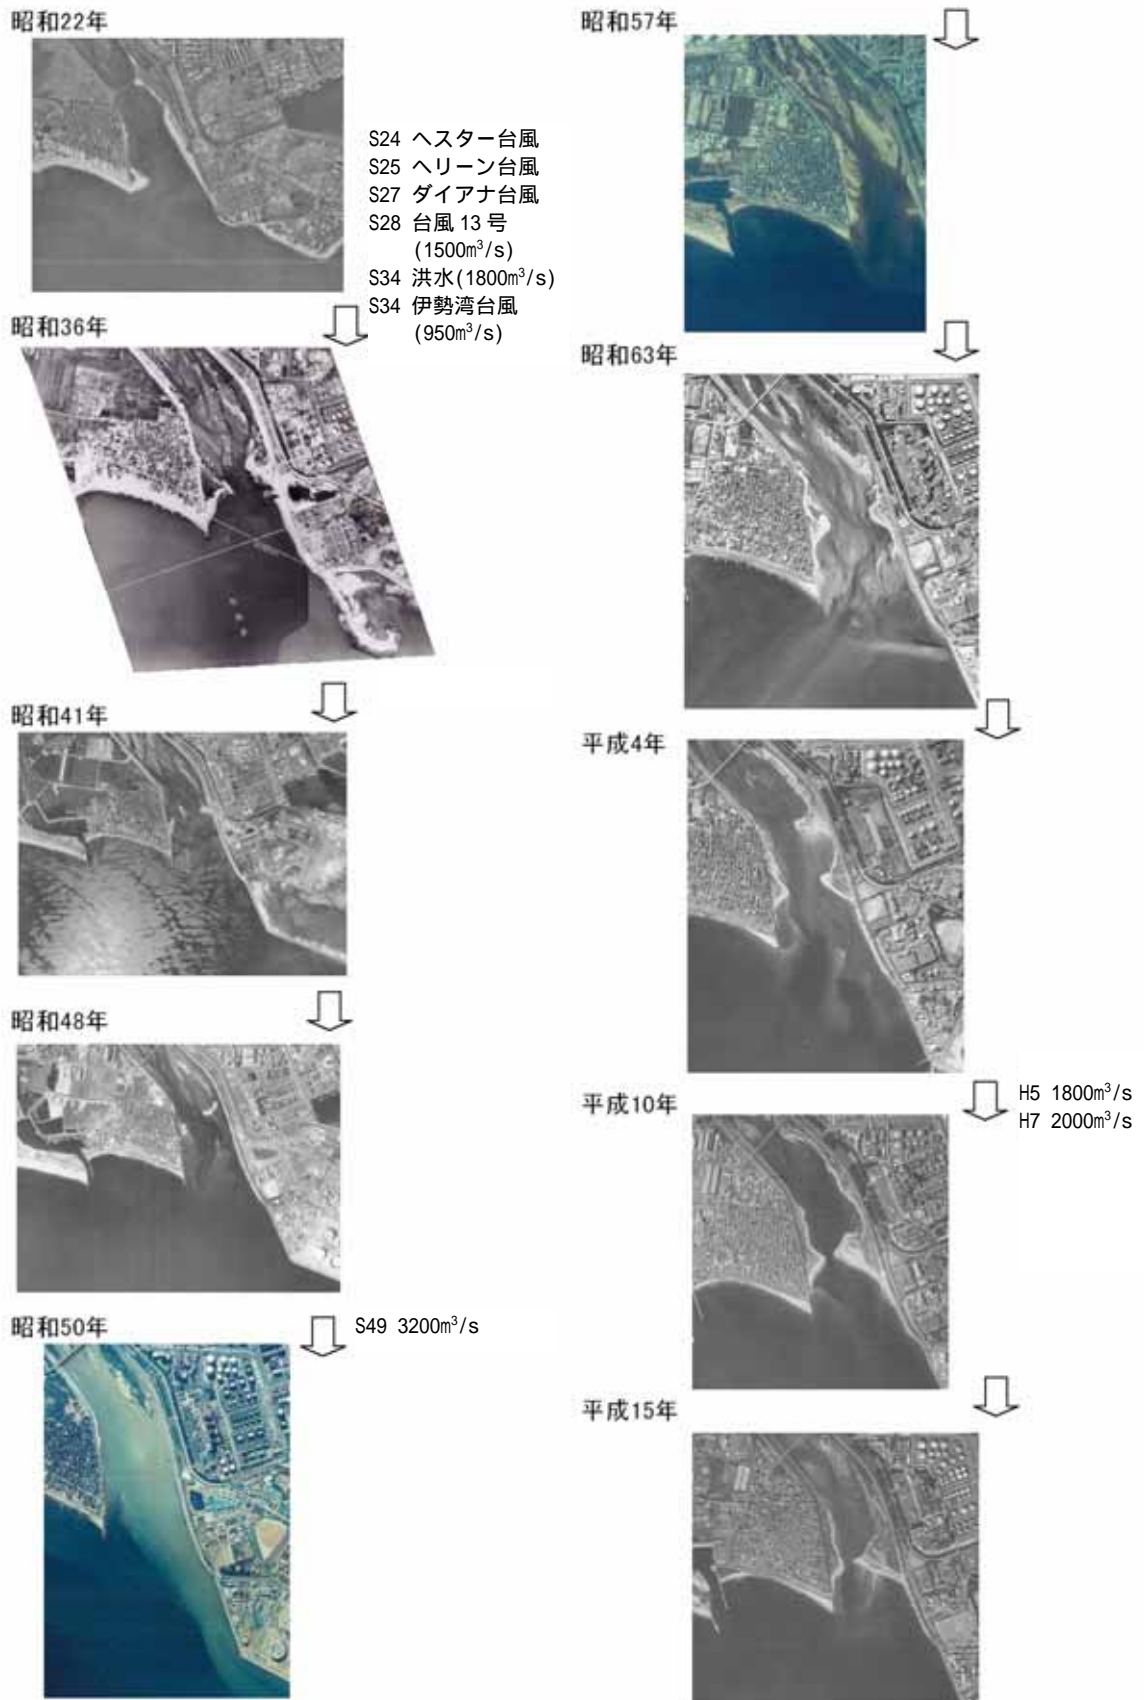 昭和22年
S24 ヘスター台風
S25 ヘリーン台風
S27 ダイアナ台風
S28 台風 13 号
(1500m³/s)
S34 洪水(1800m³/s)
S34 伊勢湾台風
(950m³/s)
昭和36年
昭和41年
昭和48年
昭和50年
S49 3200m³/s
昭和57年
昭和63年
平成4年
平成10年
H5 1800m³/s
H7 2000m³/s
平成15年